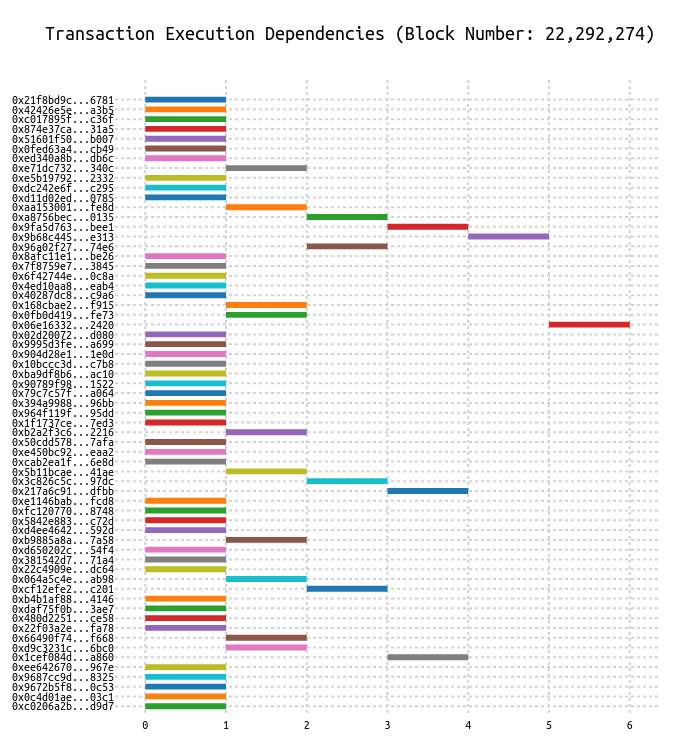 Transaction Execution Dependencies (Block Number: 22,292,274)
0x21f8bd9c...6781
0x42426e5e...a3b5
0xc017895f...c36f
0x874e37ca...31a5
0x51601f50...b007
0x0fed63a4...cb49
0xed340a8b...db6c
0xe71dc732...340c
0xe5b19792...2332
0xdc242e6f...c295
0xd11d02ed...0785
0xaa153001...fe8d
0xa8756bec...0135
0x9fa5d763...bee1
0x9b68c445...e313
0x96a02f27...74e6
0x8afc11e1...be26
0x7f8759e7...3845
0x6f42744e...0c8a
0x4ed10aa8...eab4
0x40287dc8...c9a6
0x168cbae2...f915
0x0fb0d419...fe73
0x06e16332...2420
0x02d20072...d080
0x9995d3fe...a699
0x904d28e1...1e0d
0x10bccc3d...c7b8
0xba9df8b6...ac10
0x90789f98...1522
0x79c7c57f...a064
0x394a9988...96bb
0x964f119f...95dd
0x1f1737ce...7ed3
0xb2a2f3c6...2216
0x50cdd578...7afa
0xe450bc92...eaa2
0xcab2ea1f...6e8d
0x5b11bcae...41ae
0x3c826c5c...97dc
0x217a6c91...dfbb
0xe1146bab...fcd8
0xfc120770...8748
0x5842e883...c72d
0xd4ee4642...592d
0xb9885a8a...7a58
0xd650202c...54f4
0x381542d7...71a4
0x22c4909e...dc64
0x064a5c4e...ab98
0xcf12efe2...c201
0xb4b1af88...4146
0xdaf75f0b...3ae7
0x480d2251...ce58
0x22f03a2e...fa78
0x66490f74...f668
0xd9c3231c...6bc0
0x1cef084d...a860
0xee642670...967e
0x9687cc9d...8325
0x9672b5f8...0c53
0x0c4d01ae...03c1
0xc0206a2b...d9d7
0 1 2 3 4 5 6